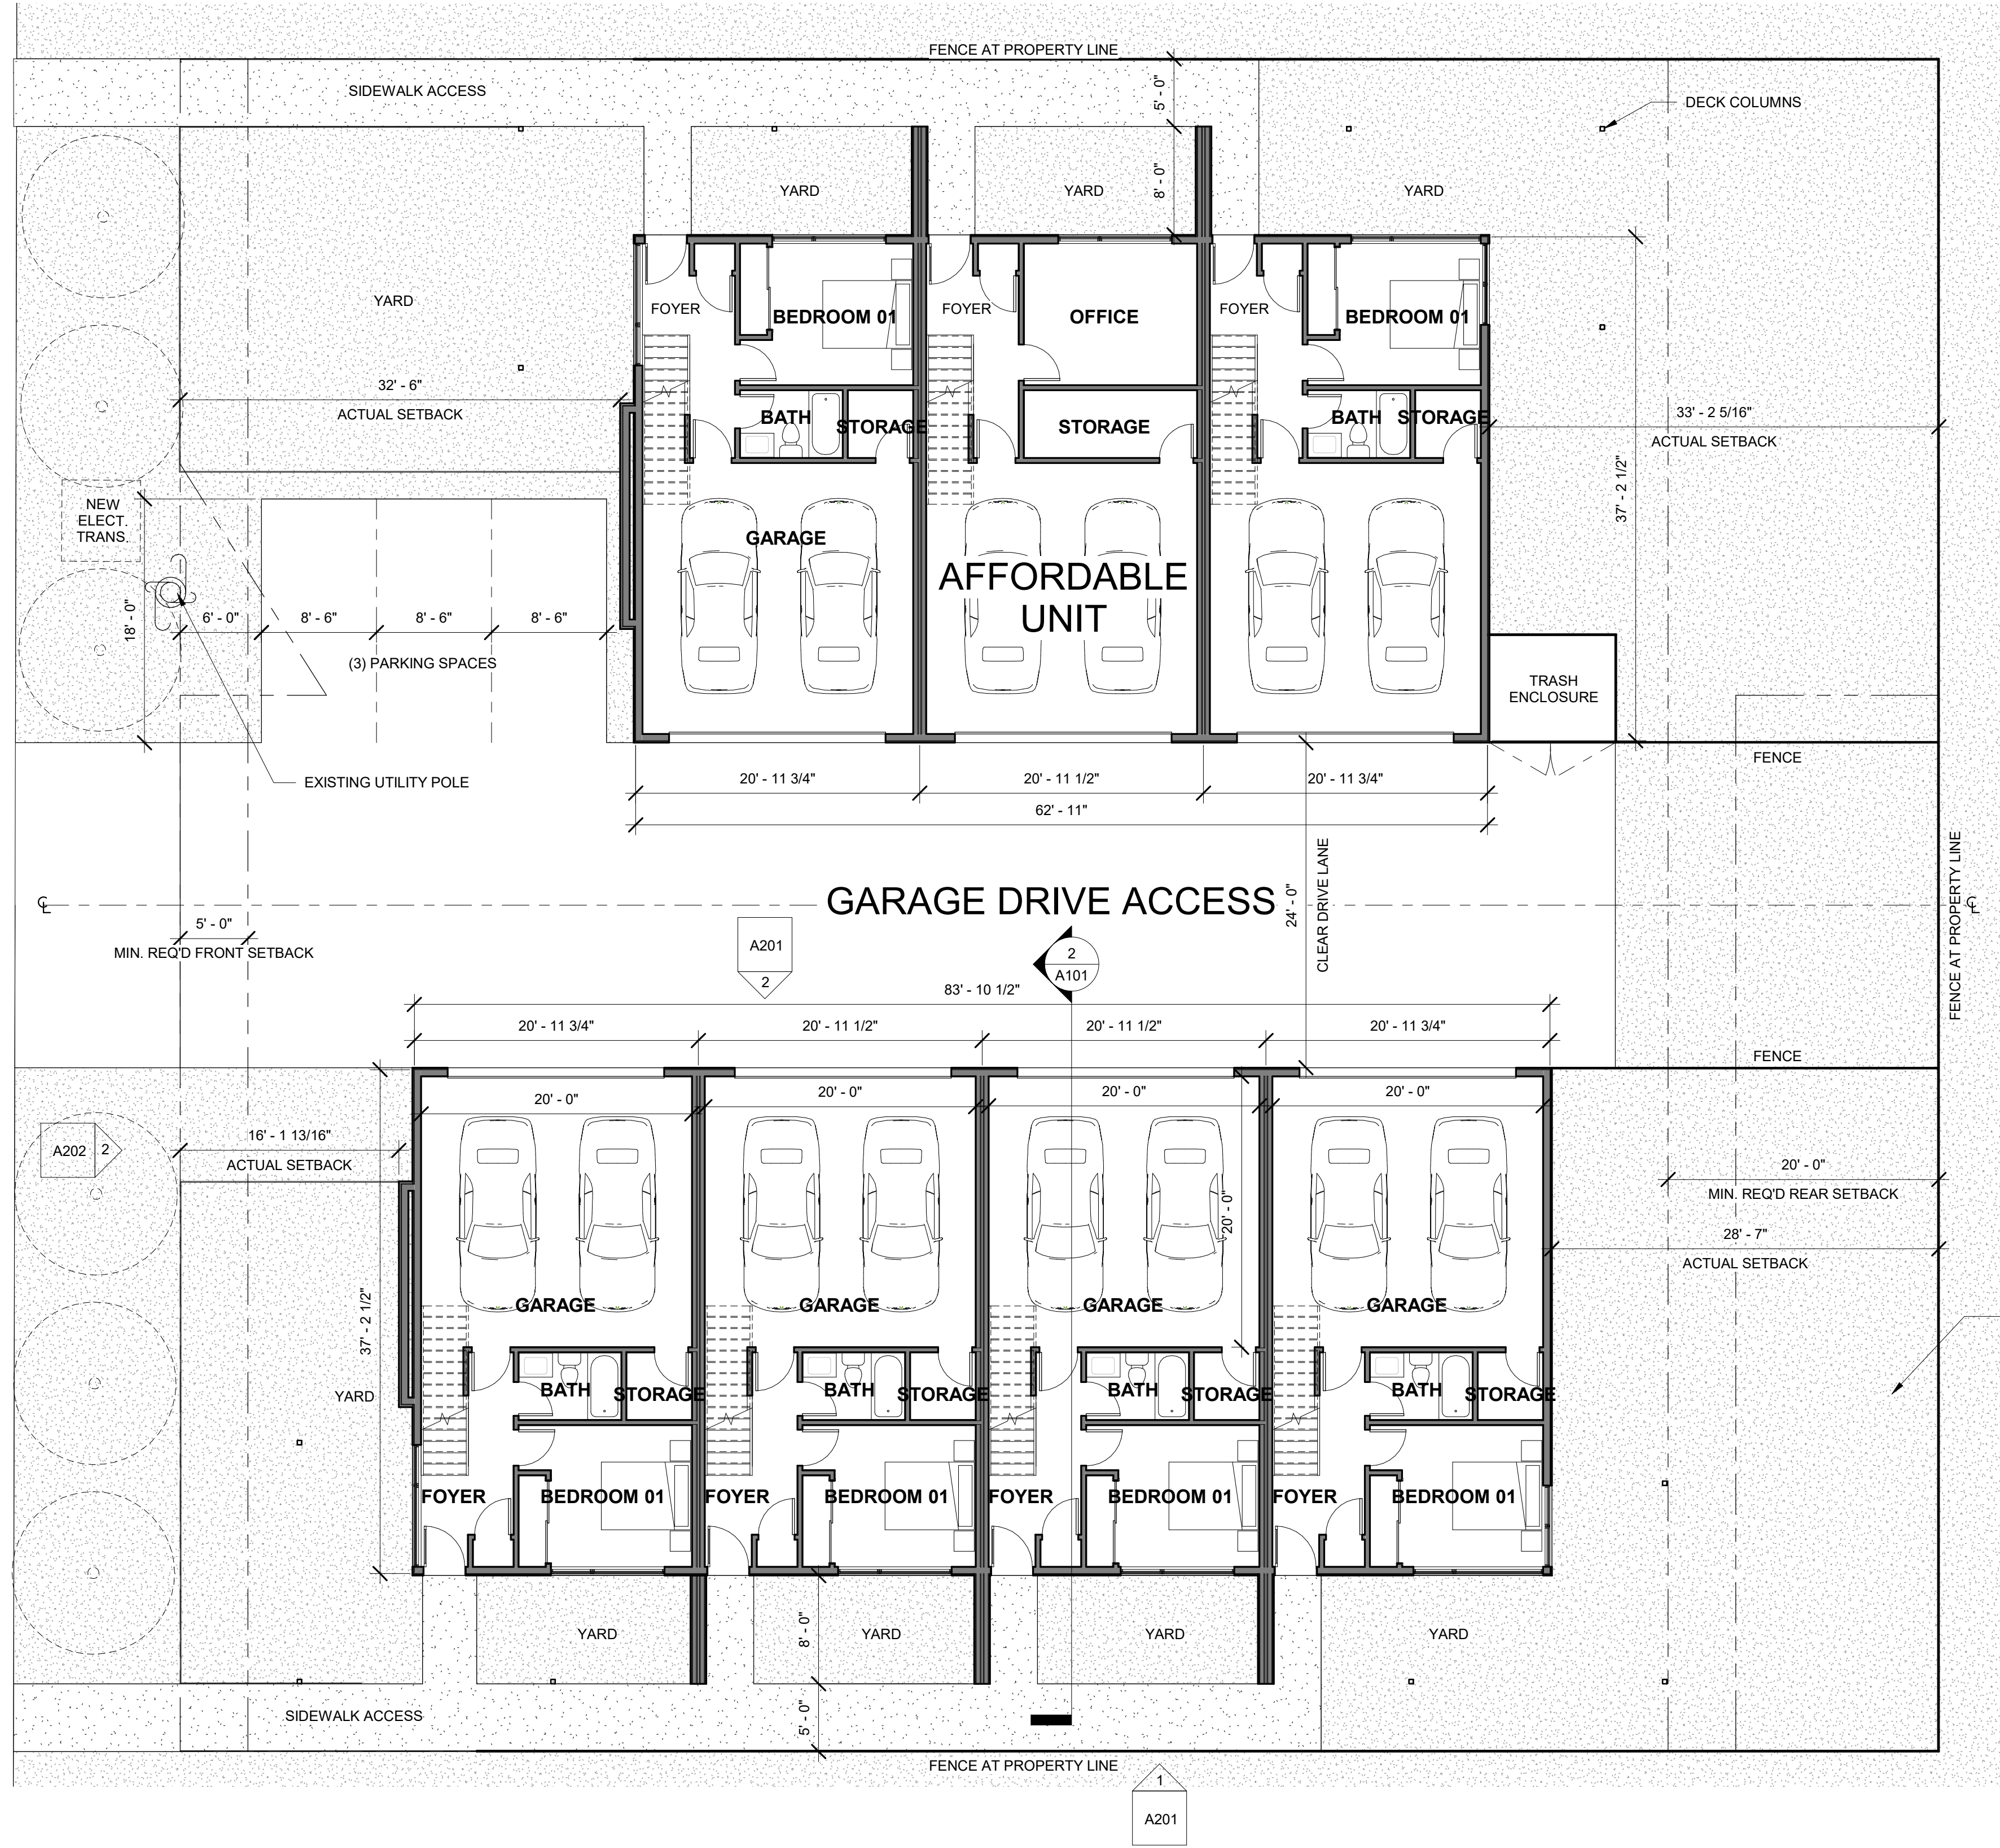 FENCE AT PROPERTY LINE
SIDEWALK ACCESS
5' - 0"
DECK COLUMNS
YARD
YARD
YARD
8' - 0"
YARD
FOYER
BEDROOM 01
FOYER
OFFICE
FOYER
BEDROOM 01
32' - 6"
ACTUAL SETBACK
BATH
STORAGE
STORAGE
BATH
STORAGE
33' - 2 5/16"
ACTUAL SETBACK
37' - 2 1/2"
NEW
ELECT.
TRANS.
GARAGE
AFFORDABLE
UNIT
18' - 0"
6' - 0"
8' - 6"
8' - 6"
8' - 6"
(3) PARKING SPACES
TRASH
ENCLOSURE
FENCE
EXISTING UTILITY POLE
20' - 11 3/4"
20' - 11 1/2"
20' - 11 3/4"
62' - 11"
CLEAR DRIVE LANE
24' - 0"
FENCE AT PROPERTY LINE
GARAGE DRIVE ACCESS
CL
CL
5' - 0"
MIN. REQ'D FRONT SETBACK
A201
2
2
A101
83' - 10 1/2"
20' - 11 3/4"
20' - 11 1/2"
20' - 11 1/2"
20' - 11 3/4"
FENCE
20' - 0"
20' - 0"
20' - 0"
20' - 0"
A202
2
16' - 1 13/16"
ACTUAL SETBACK
20' - 0"
20' - 0"
MIN. REQ'D REAR SETBACK
28' - 7"
ACTUAL SETBACK
37' - 2 1/2"
GARAGE
GARAGE
GARAGE
GARAGE
YARD
BATH
STORAGE
BATH
STORAGE
BATH
STORAGE
BATH
STORAGE
FOYER
BEDROOM 01
FOYER
BEDROOM 01
FOYER
BEDROOM 01
FOYER
BEDROOM 01
YARD
8' - 0"
YARD
YARD
YARD
SIDEWALK ACCESS
5' - 0"
FENCE AT PROPERTY LINE
1
A201